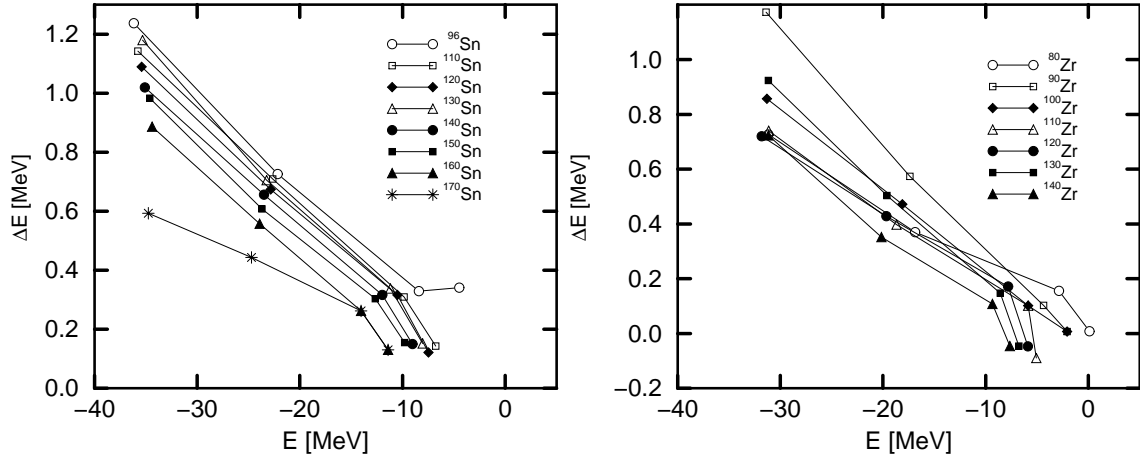 ΔE [MeV]
1.2
1.0
0.8
0.6
0.4
0.2
0.0
−40 −30 −20 −10 0
E [MeV]
⁹⁶Sn
¹¹⁰Sn
¹²⁰Sn
¹³⁰Sn
¹⁴⁰Sn
¹⁵⁰Sn
¹⁶⁰Sn
¹⁷⁰Sn
ΔE [MeV]
1.0
0.8
0.6
0.4
0.2
0.0
−0.2
−40 −30 −20 −10 0
E [MeV]
⁸⁰Zr
⁹⁰Zr
¹⁰⁰Zr
¹¹⁰Zr
¹²⁰Zr
¹³⁰Zr
¹⁴⁰Zr